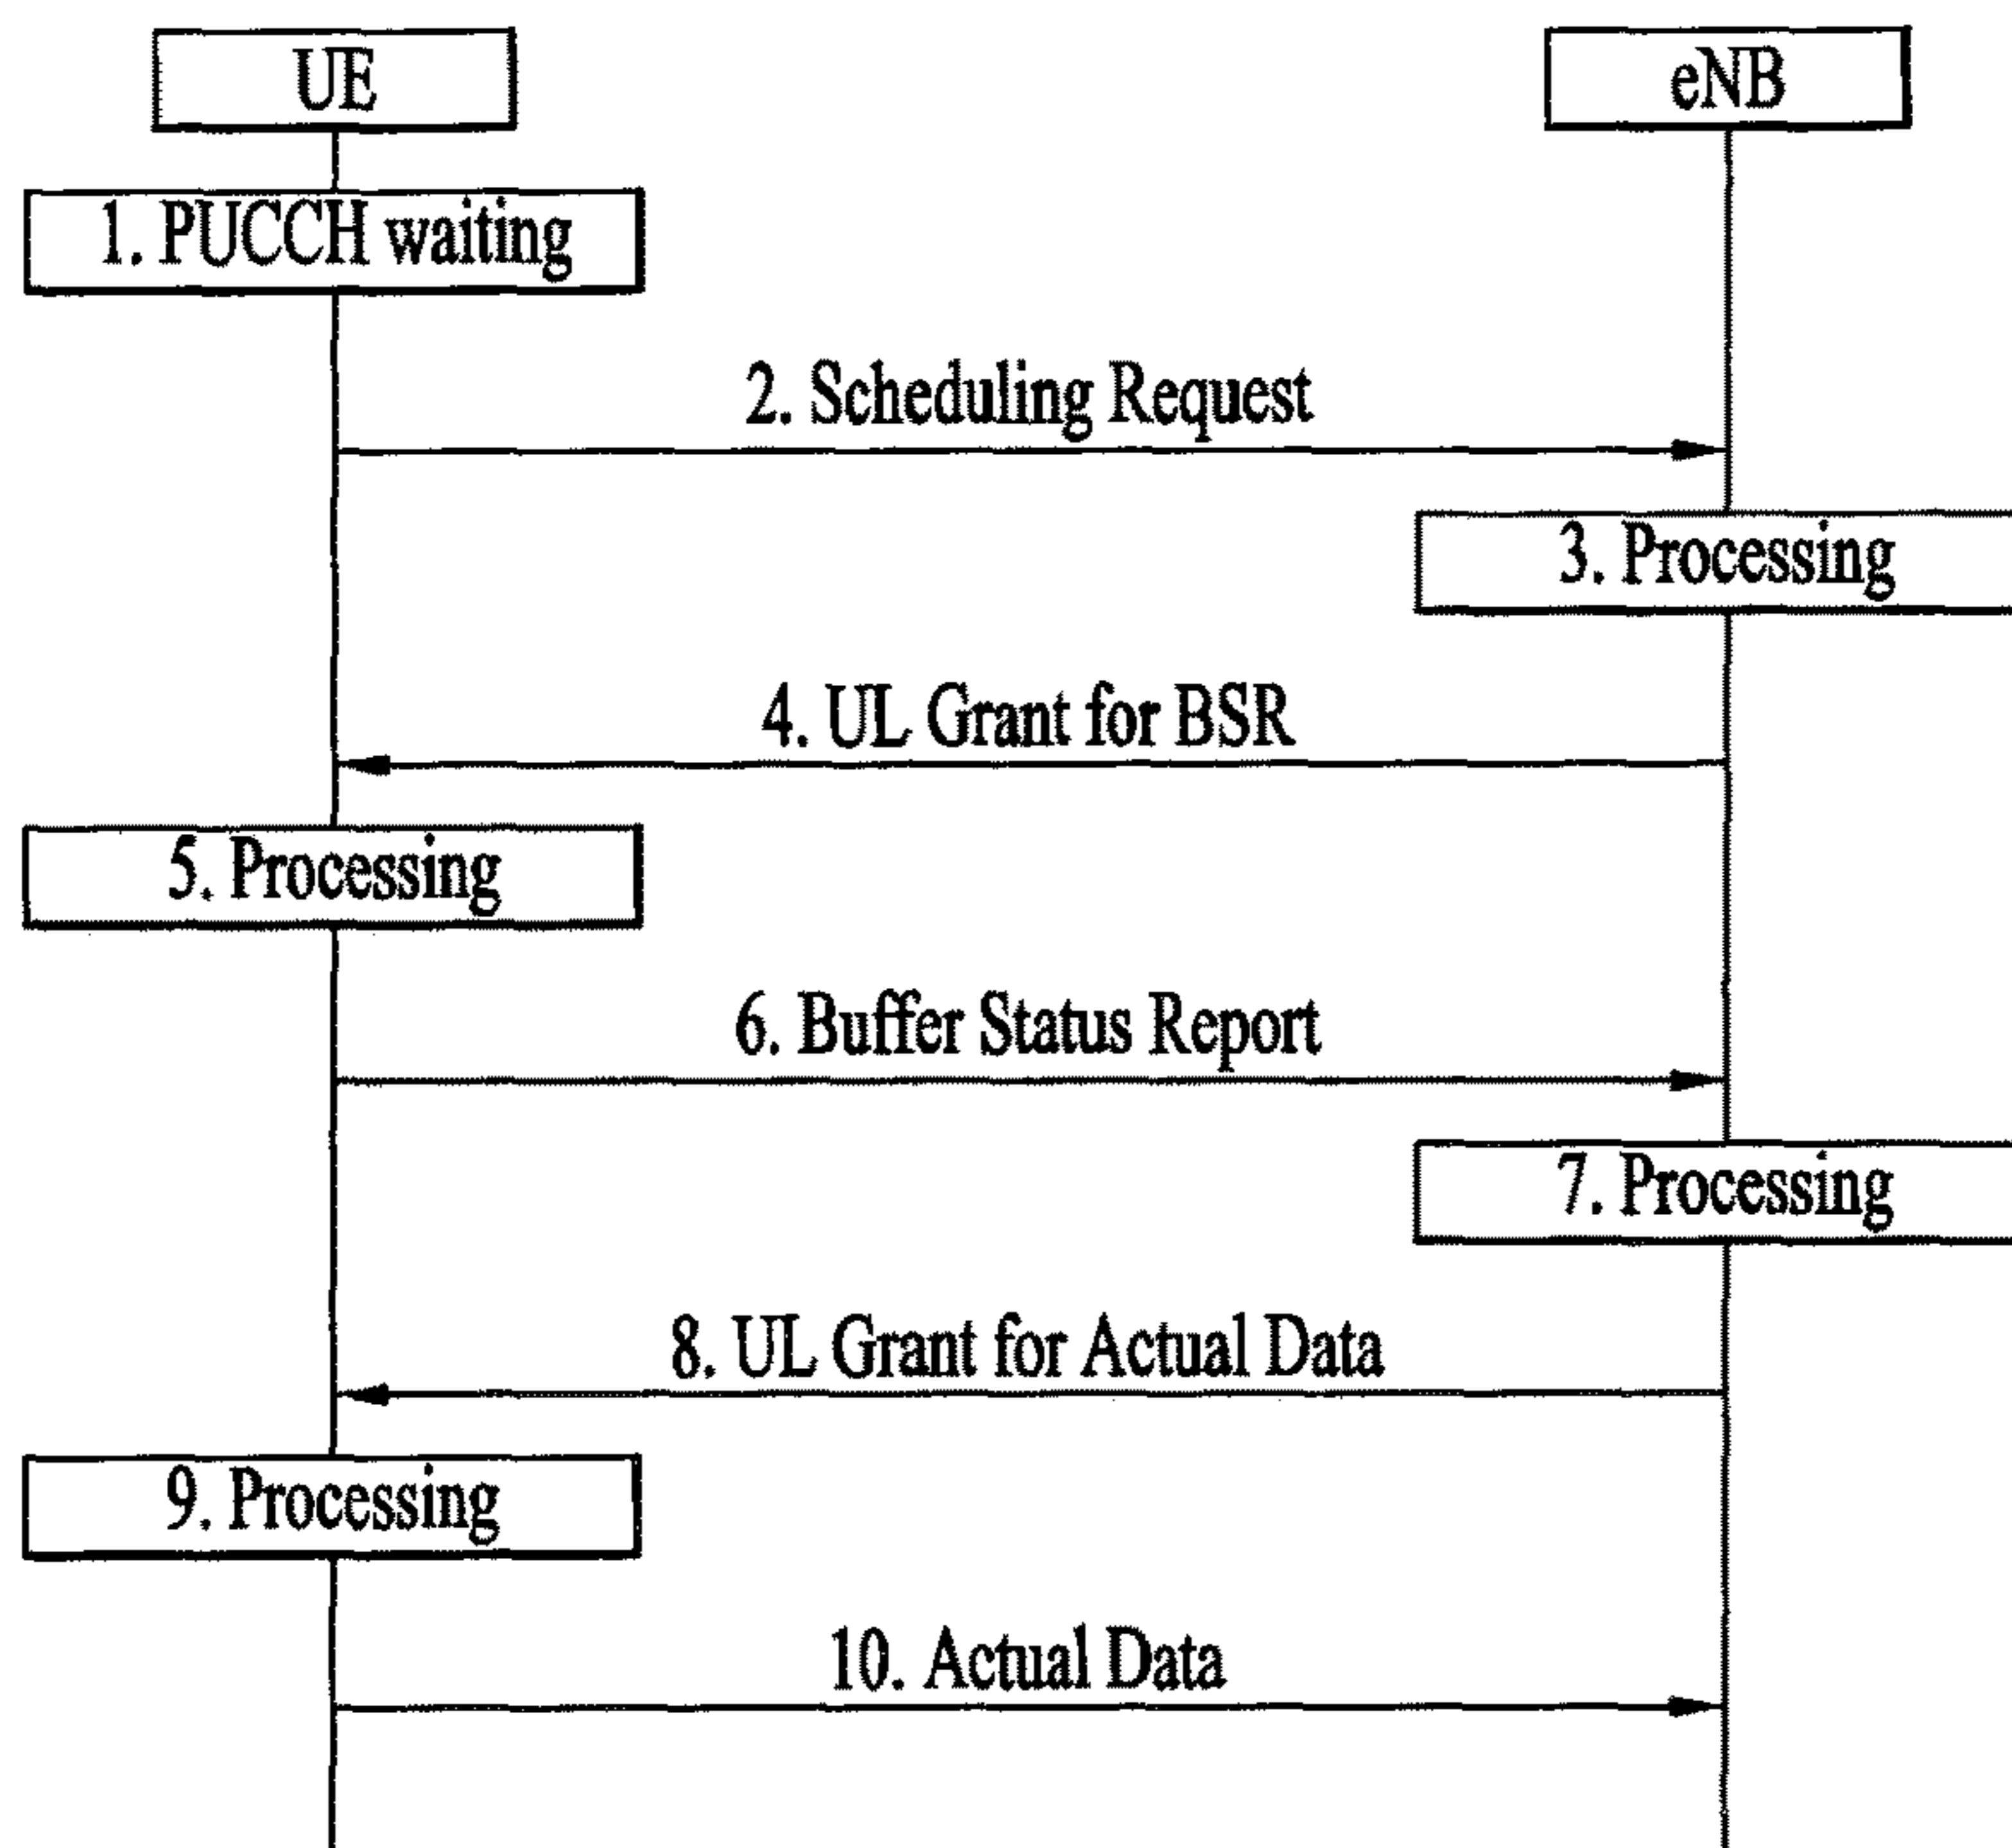 UE
eNB
1. PUCCH waiting
2. Scheduling Request
3. Processing
4. UL Grant for BSR
5. Processing
6. Buffer Status Report
7. Processing
8. UL Grant for Actual Data
9. Processing
10. Actual Data